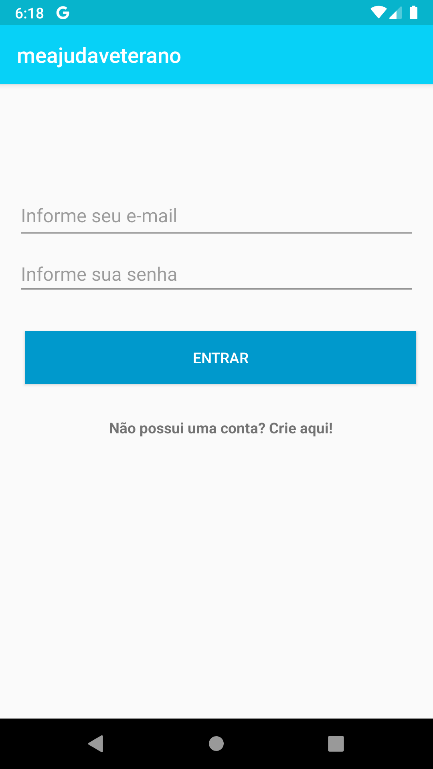 6:18 G
meajudaveterano
Informe seu e-mail
Informe sua senha
ENTRAR
Não possui uma conta? Crie aqui!